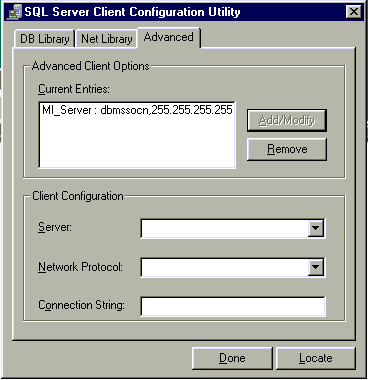 SQL Server Client Configuration Utility
DB Library Net Library Advanced
Advanced Client Options
Current Entries:
MI_Server : dbmssocn,255.255.255.255
Add/Modify
Remove
Client Configuration
Server:
Network Protocol:
Connection String:
Done Locate